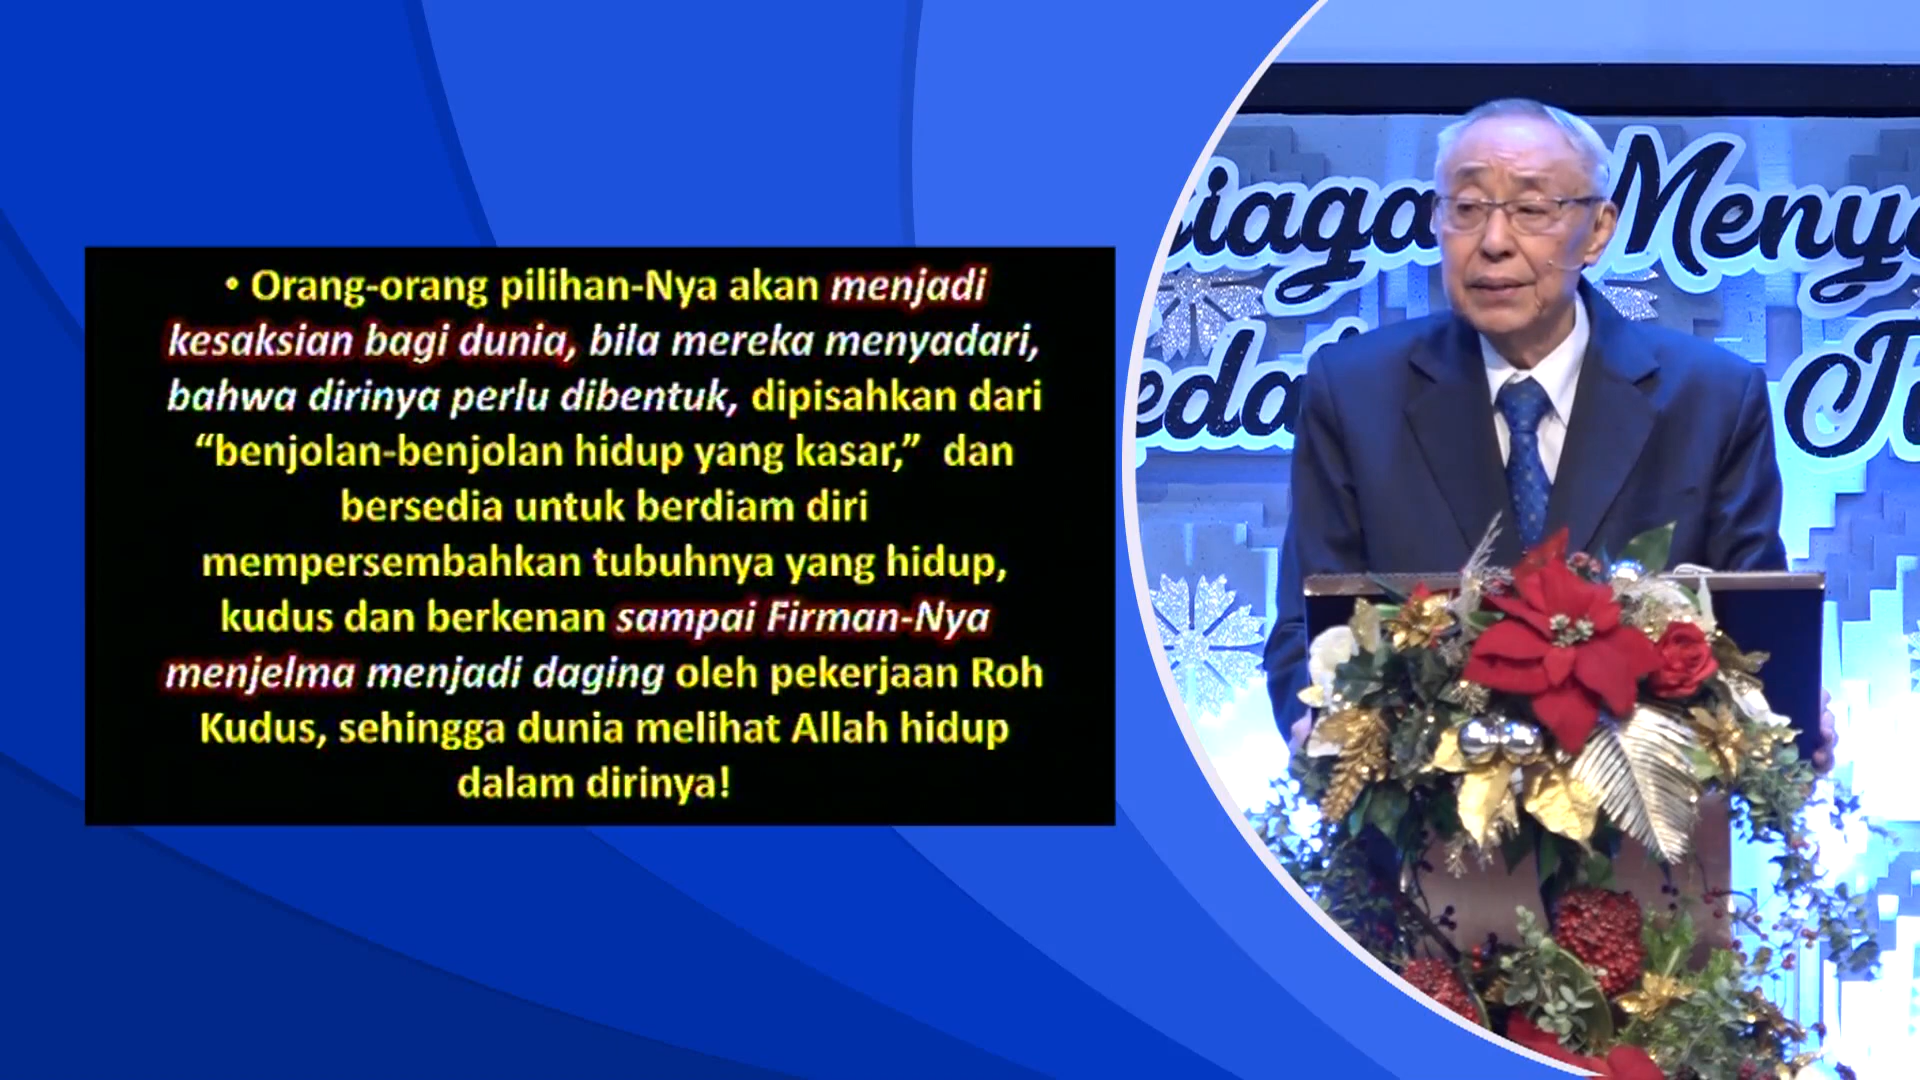 • Orang-orang pilihan-Nya akan menjadi
kesaksian bagi dunia, bila mereka menyadari,
bahwa dirinya perlu dibentuk, dipisahkan dari
“benjolan-benjolan hidup yang kasar,” dan
bersedia untuk berdiam diri
mempersembahkan tubuhnya yang hidup,
kudus dan berkenan sampai Firman-Nya
menjelma menjadi daging oleh pekerjaan Roh
Kudus, sehingga dunia melihat Allah hidup
dalam dirinya!